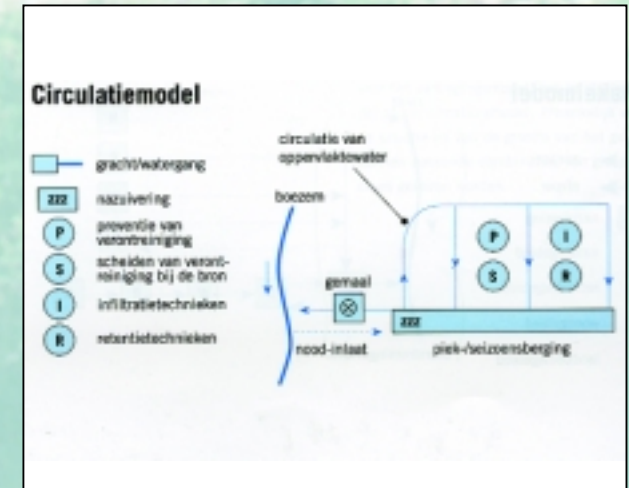 Circulatiemodel
gracht/watergang
zzz nazuivering
P preventie van
verontreiniging
S scheiden van veront-
reiniging bij de bron
I infiltratietechnieken
R retentietechnieken
circulatie van
oppervlaktewater
boezem
gemaal
nood-inlaat
P I
S R
zzz
piek-/seizoensberging